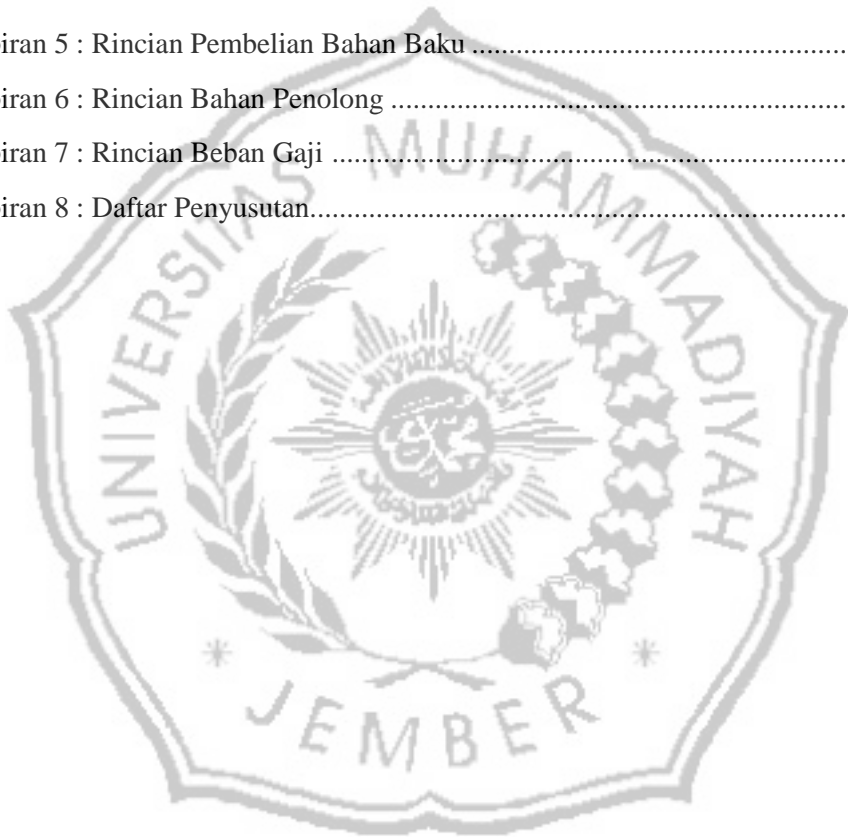 iran 5 : Rincian Pembelian Bahan Baku ..................................................
iran 6 : Rincian Bahan Penolong .............................................................
iran 7 : Rincian Beban Gaji .....................................................................
iran 8 : Daftar Penyusutan........................................................................
UNIVERSITAS MUHAMMADIYAH
* JEMBER *